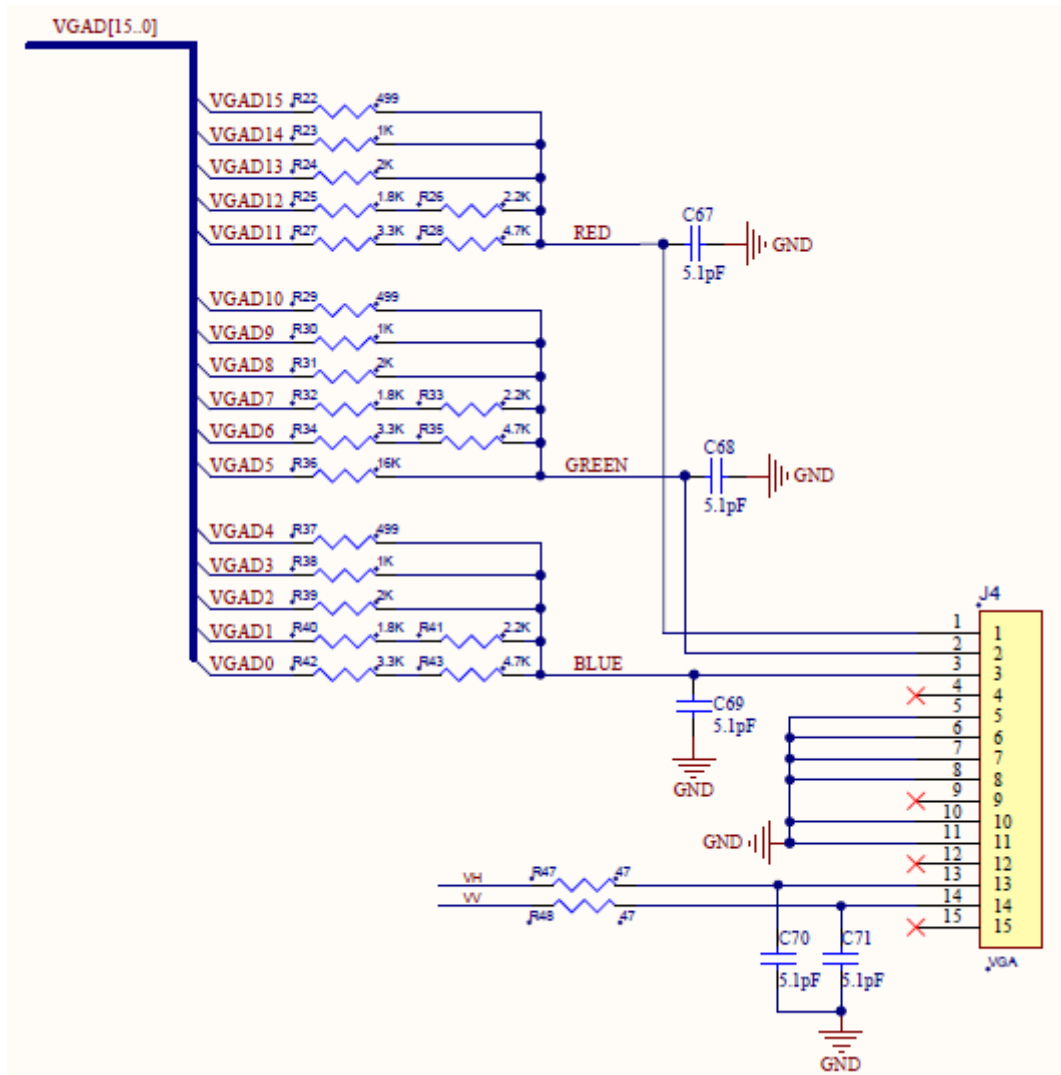 VGAD[15..0]
VGAD15 R22 499
VGAD14 R23 1K
VGAD13 R24 2K
VGAD12 R25 1.8K R26 2.2K
VGAD11 R27 3.3K R28 4.7K RED
C67
5.1pF
GND
VGAD10 R29 499
VGAD9 R30 1K
VGAD8 R31 2K
VGAD7 R32 1.8K R33 2.2K
VGAD6 R34 3.3K R35 4.7K
VGAD5 R36 16K GREEN
C68
5.1pF
GND
VGAD4 R37 499
VGAD3 R38 1K
VGAD2 R39 2K
VGAD1 R40 1.8K R41 2.2K
VGAD0 R42 3.3K R43 4.7K BLUE
C69
5.1pF
GND
J4
1 1
2 2
3 3
4 4
5 5
6 6
7 7
8 8
9 9
10 10
11 11
12 12
13 13
14 14
15 15
VGA
GND
VH R47 47
VV R48 47
C70 C71
5.1pF 5.1pF
GND